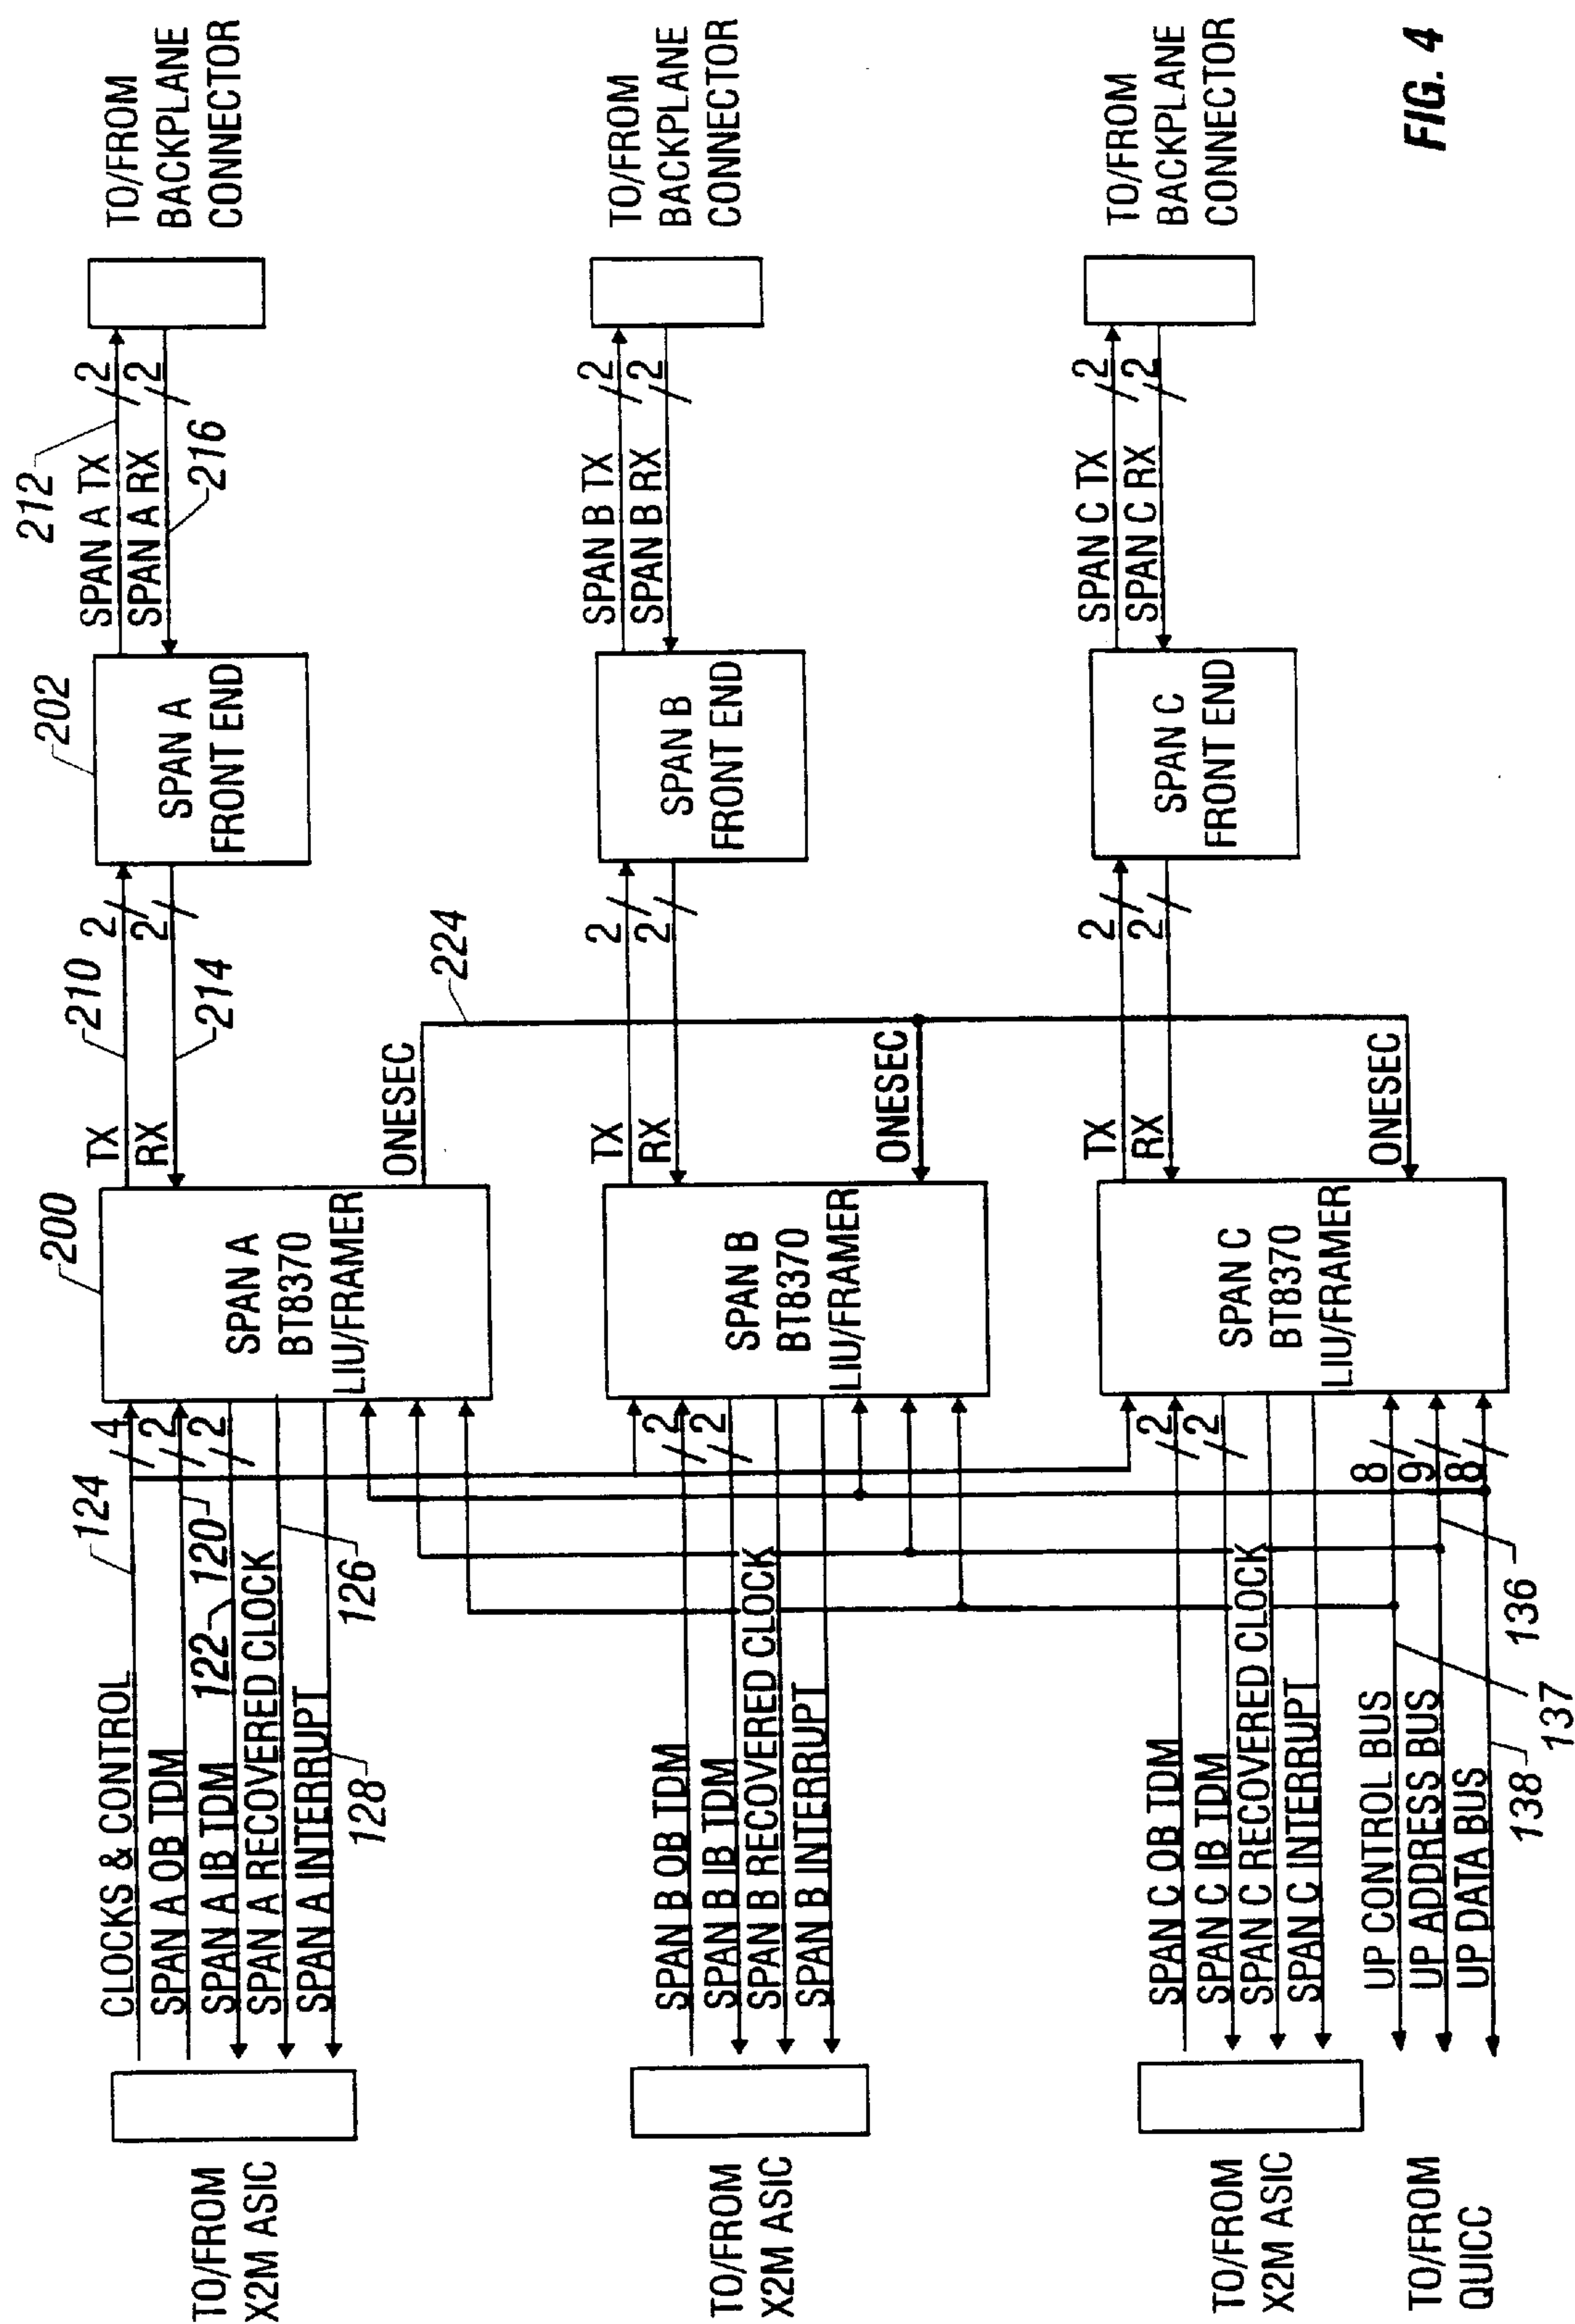 TO/FROM
X2M ASIC
CLOCKS & CONTROL
124
4
SPAN A OB TDM
120
2
SPAN A IB TDM
122
2
SPAN A RECOVERED CLOCK
126
SPAN A INTERRUPT
128
200
SPAN A
BT8370
LIU/FRAMER
TX
210
2
RX
214
2
ONESEC
224
202
SPAN A
FRONT END
212
SPAN A TX
2
SPAN A RX
2
216
TO/FROM
BACKPLANE
CONNECTOR
TO/FROM
X2M ASIC
SPAN B OB TDM
2
SPAN B IB TDM
2
SPAN B RECOVERED CLOCK
SPAN B INTERRUPT
SPAN B
BT8370
LIU/FRAMER
TX
2
RX
2
ONESEC
SPAN B
FRONT END
SPAN B TX
2
SPAN B RX
2
TO/FROM
BACKPLANE
CONNECTOR
TO/FROM
X2M ASIC
SPAN C OB TDM
2
SPAN C IB TDM
2
SPAN C RECOVERED CLOCK
SPAN C INTERRUPT
SPAN C
BT8370
LIU/FRAMER
TX
2
RX
2
ONESEC
SPAN C
FRONT END
SPAN C TX
2
SPAN C RX
2
TO/FROM
BACKPLANE
CONNECTOR
TO/FROM
QUICC
UP CONTROL BUS
8
UP ADDRESS BUS
9
UP DATA BUS
8
138
137
136
FIG. 4